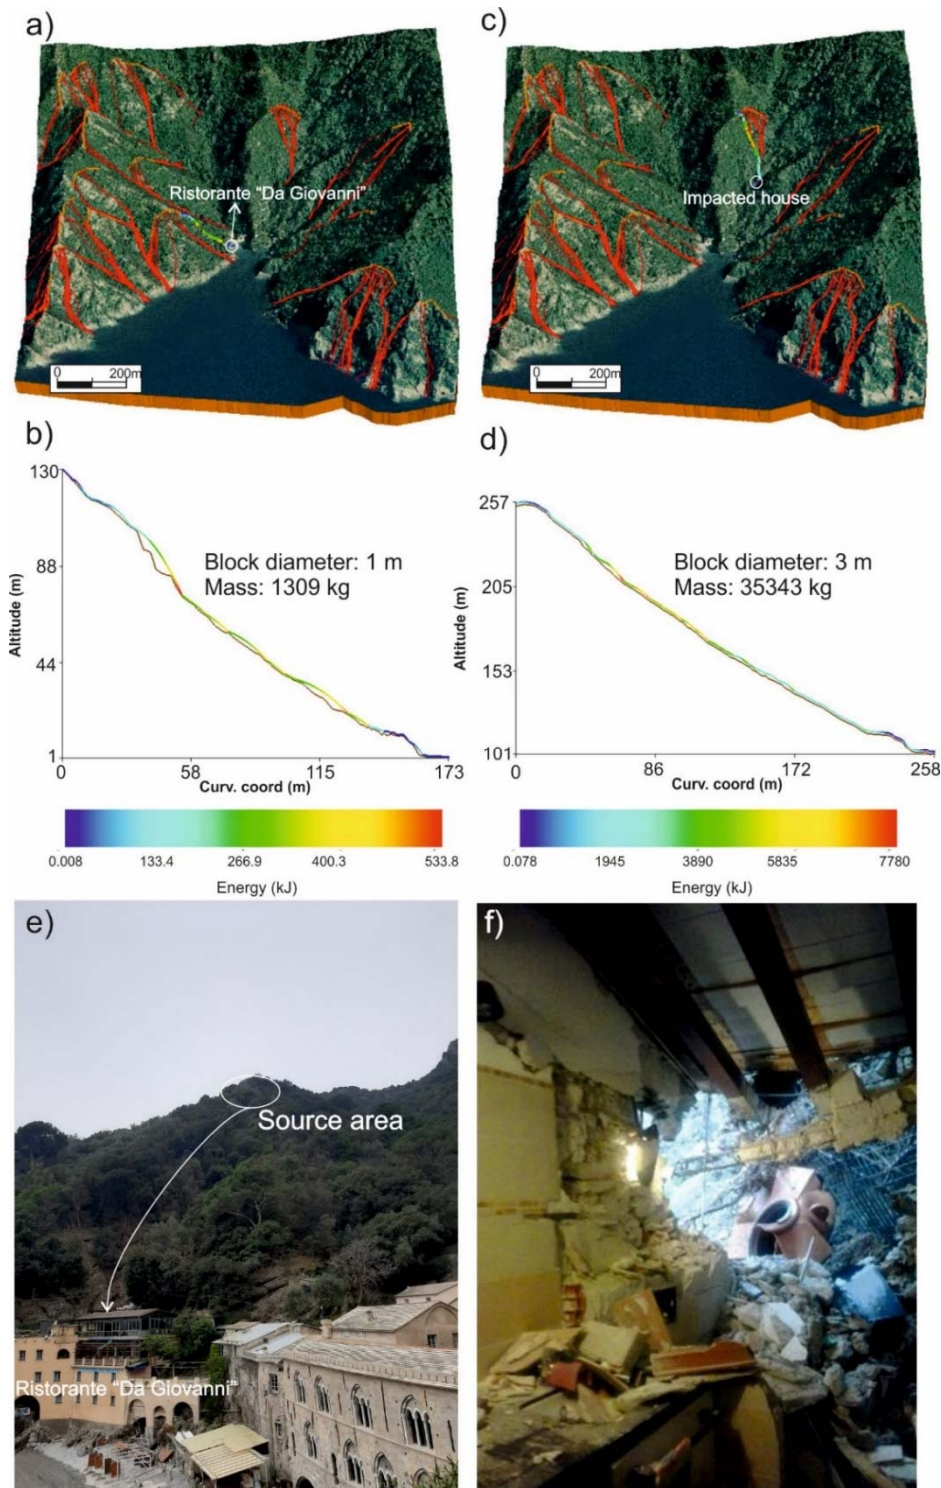 a)
Ristorante “Da Giovanni”
0 200m
b)
130
88
44
1
Altitude (m)
Block diameter: 1 m
Mass: 1309 kg
0 58 115 173
Curv. coord (m)
0.008 133.4 266.9 400.3 533.8
Energy (kJ)
c)
Impacted house
0 200m
d)
257
205
153
101
Altitude (m)
Block diameter: 3 m
Mass: 35343 kg
0 86 172 258
Curv. coord (m)
0.078 1945 3890 5835 7780
Energy (kJ)
e)
Source area
Ristorante “Da Giovanni”
f)